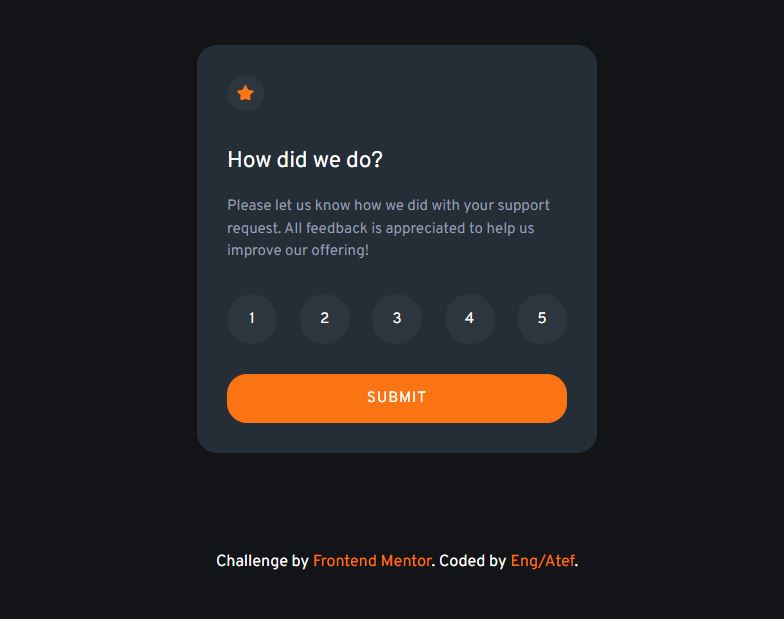 How did we do?
Please let us know how we did with your support
request. All feedback is appreciated to help us
improve our offering!
1 2 3 4 5
SUBMIT
Challenge by Frontend Mentor. Coded by Eng/Atef.